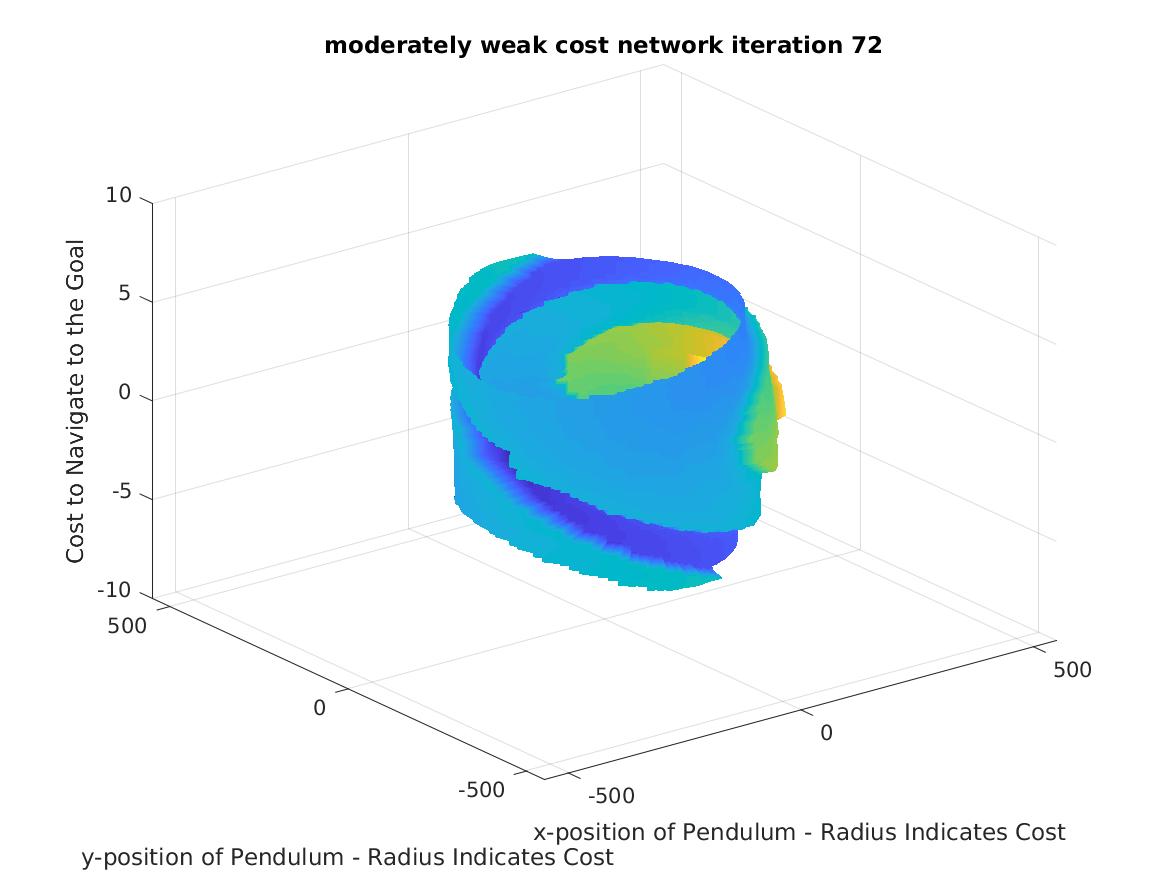 moderately weak cost network iteration 72
Cost to Navigate to the Goal
10
5
0
-5
-10
500
0
-500
-500
0
500
x-position of Pendulum - Radius Indicates Cost
y-position of Pendulum - Radius Indicates Cost